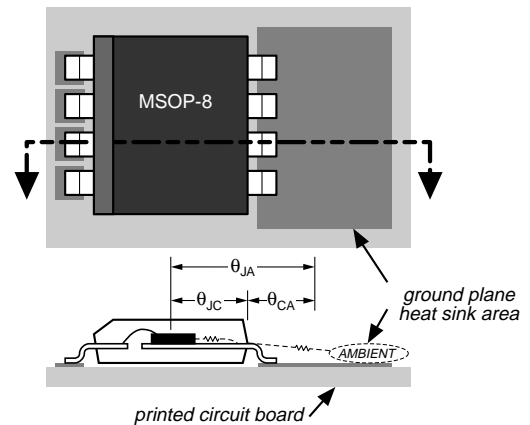 MSOP-8
θJA
θJC
θCA
ground plane
heat sink area
AMBIENT
printed circuit board